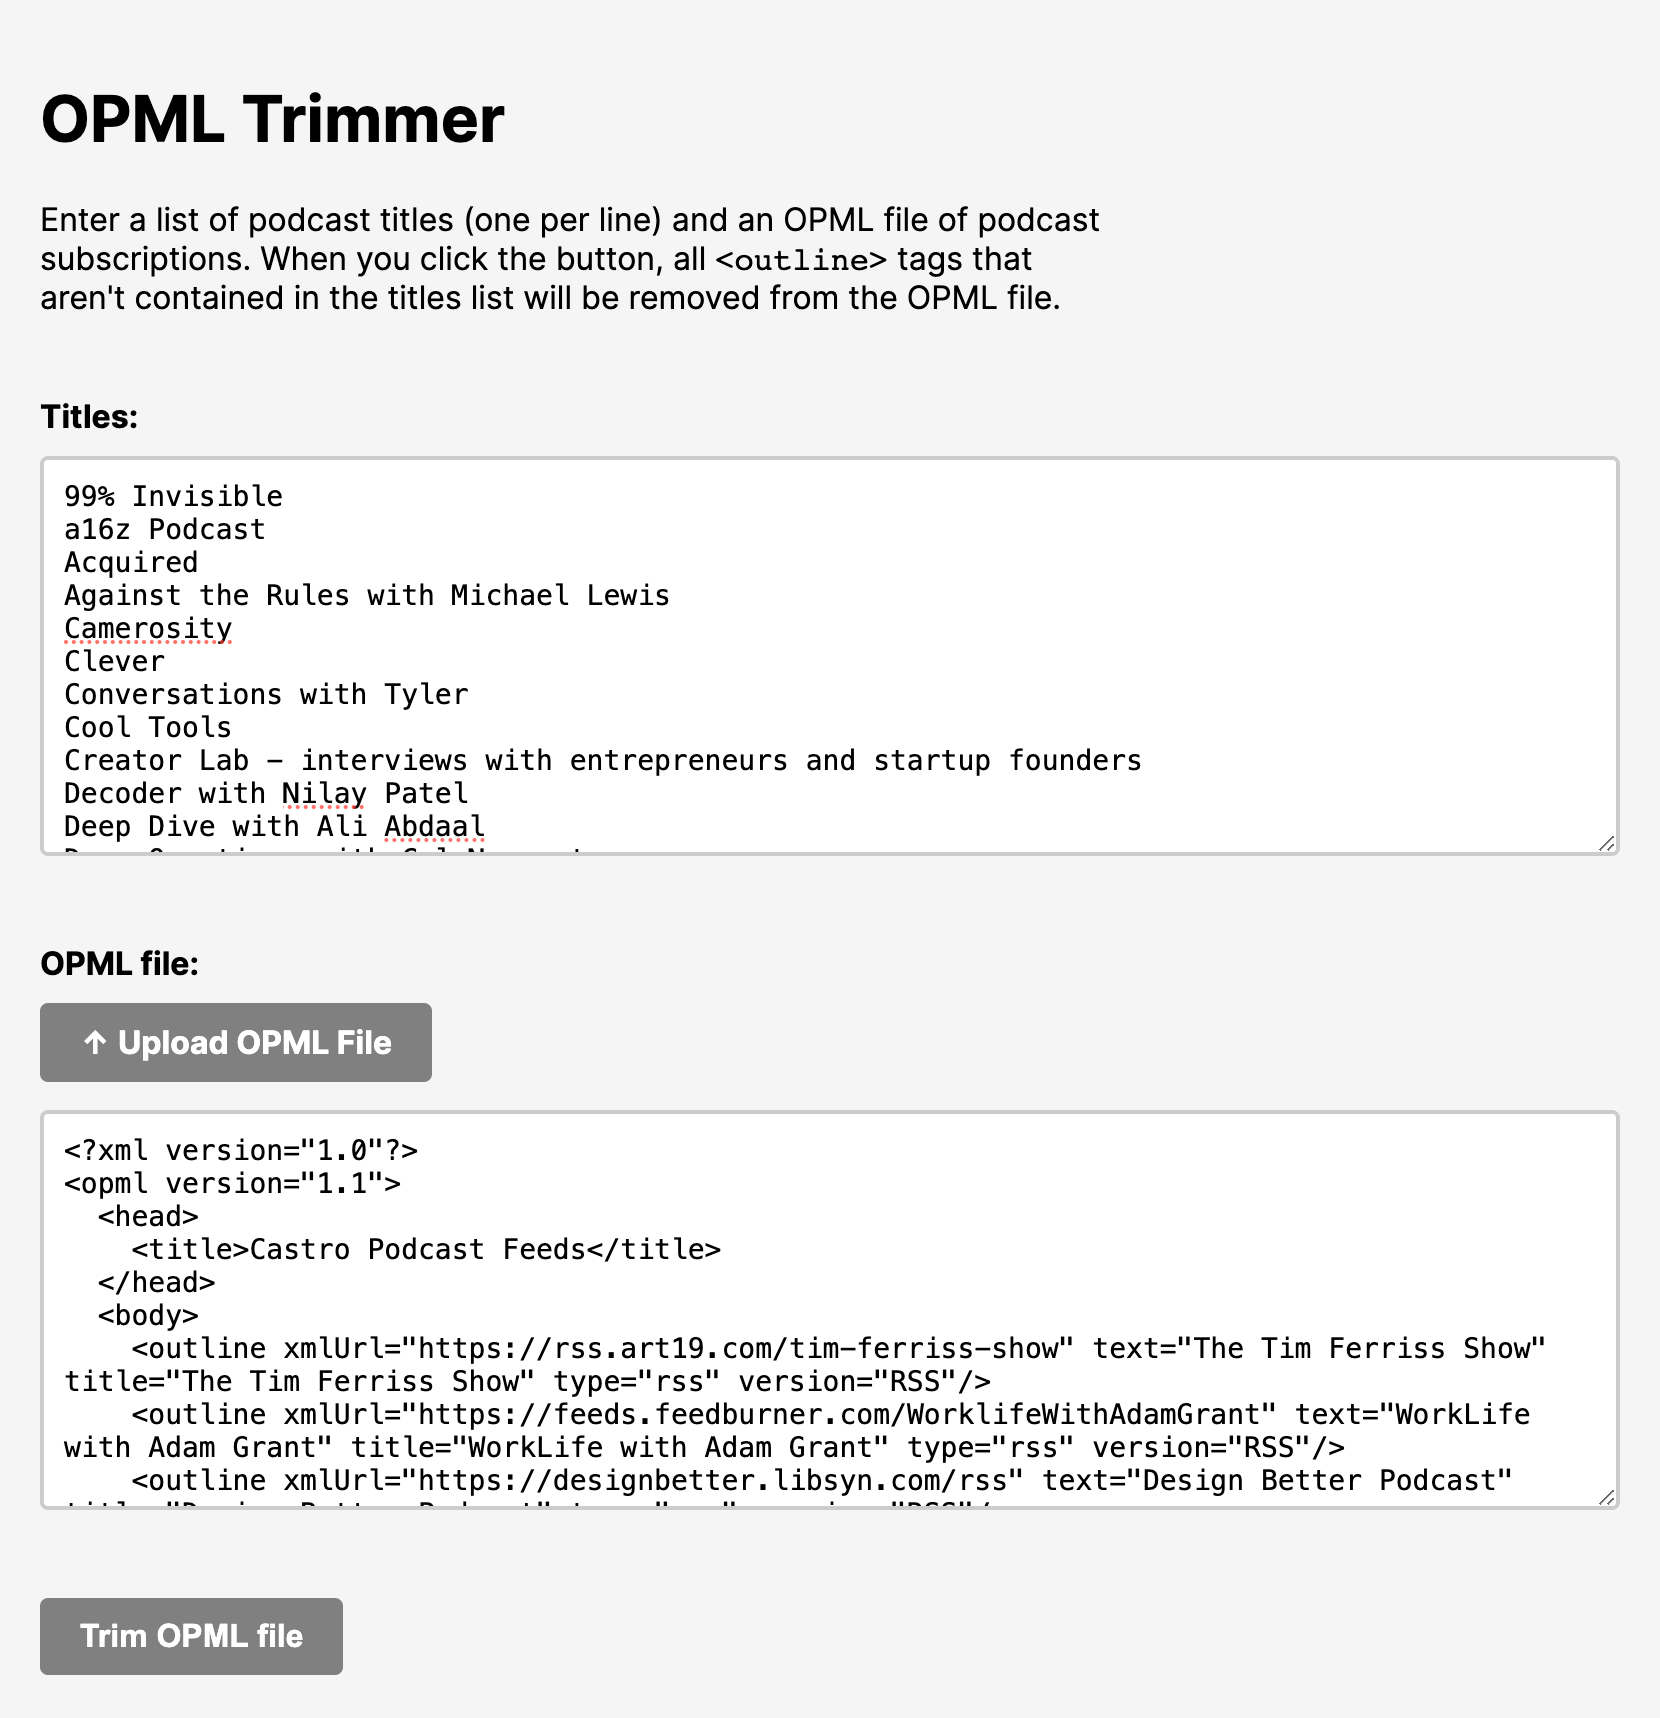 OPML Trimmer
Enter a list of podcast titles (one per line) and an OPML file of podcast
subscriptions. When you click the button, all <outline> tags that
aren't contained in the titles list will be removed from the OPML file.
Titles:
99% Invisible
a16z Podcast
Acquired
Against the Rules with Michael Lewis
Camerosity
Clever
Conversations with Tyler
Cool Tools
Creator Lab – interviews with entrepreneurs and startup founders
Decoder with Nilay Patel
Deep Dive with Ali Abdaal
OPML file:
↑ Upload OPML File
<?xml version="1.0"?>
<opml version="1.1">
<head>
<title>Castro Podcast Feeds</title>
</head>
<body>
<outline xmlUrl="https://rss.art19.com/tim-ferriss-show" text="The Tim Ferriss Show"
title="The Tim Ferriss Show" type="rss" version="RSS"/>
<outline xmlUrl="https://feeds.feedburner.com/WorklifeWithAdamGrant" text="WorkLife
with Adam Grant" title="WorkLife with Adam Grant" type="rss" version="RSS"/>
<outline xmlUrl="https://designbetter.libsyn.com/rss" text="Design Better Podcast"
Trim OPML file